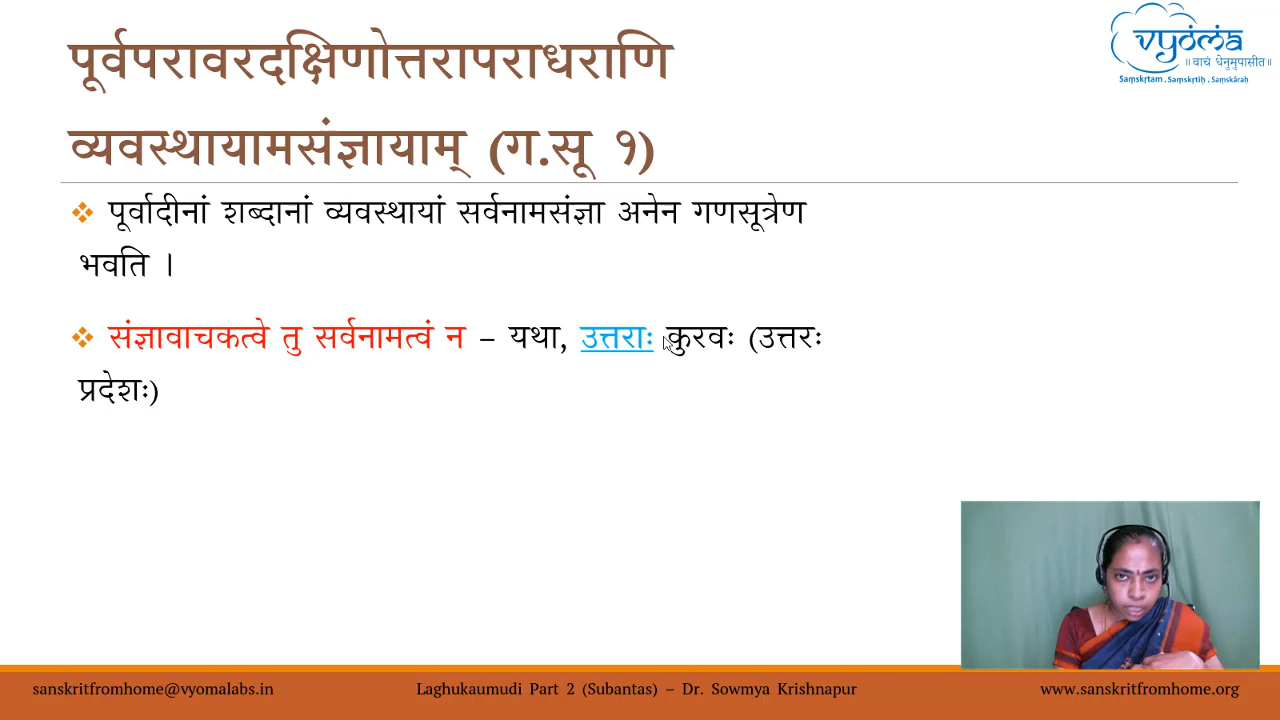 पूर्वपरावरदक्षिणोत्तरापराधराणि
व्यवस्थायामसंज्ञायाम् (ग.सू १)
vyoma
॥ वाचं धेनुमुपासीत॥
Saṃskṛtam . Saṃskṛtiḥ . Saṃskāraḥ
❖ पूर्वादीनां शब्दानां व्यवस्थायां सर्वनामसंज्ञा अनेन गणसूत्रेण
भवति ।
❖ संज्ञावाचकत्वे तु सर्वनामत्वं न – यथा, उत्तराः कुरवः (उत्तरः
प्रदेशः)
sanskritfromhome@vyomalabs.in
Laghukaumudi Part 2 (Subantas) – Dr. Sowmya Krishnapur
www.sanskritfromhome.org